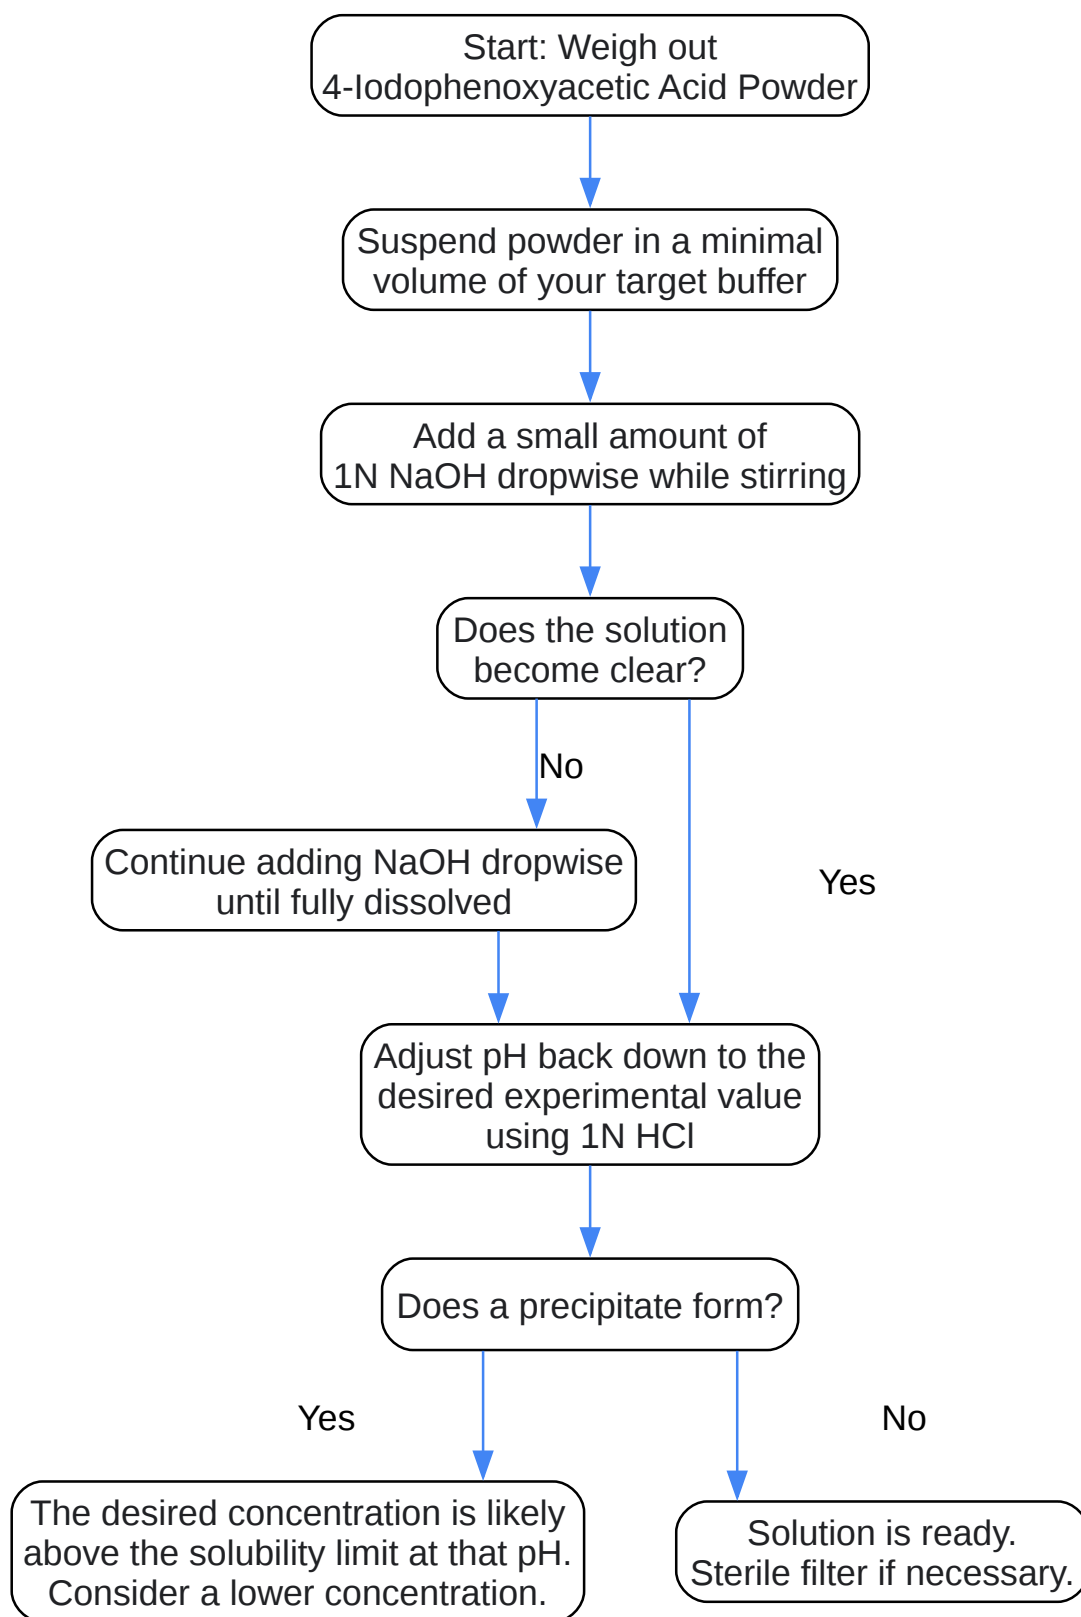 Start: Weigh out
4-Iodophenoxyacetic Acid Powder
Suspend powder in a minimal
volume of your target buffer
Add a small amount of
1N NaOH dropwise while stirring
Does the solution
become clear?
No
Continue adding NaOH dropwise
until fully dissolved
Yes
Adjust pH back down to the
desired experimental value
using 1N HCl
Does a precipitate form?
Yes
No
The desired concentration is likely
above the solubility limit at that pH.
Consider a lower concentration.
Solution is ready.
Sterile filter if necessary.